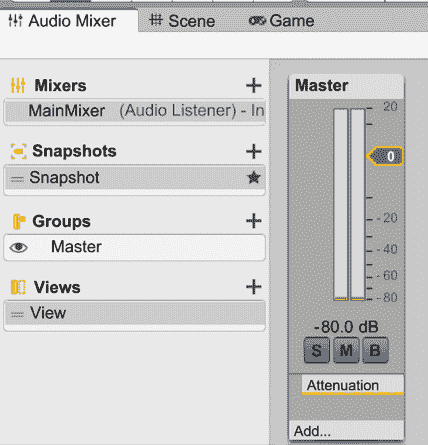 Audio Mixer
Scene
Game
Mixers
MainMixer (Audio Listener) - In
Snapshots
Snapshot
Groups
Master
Views
View
Master
20
0
- 20
- 40
- 60
- 80
-80.0 dB
S M B
Attenuation
Add...